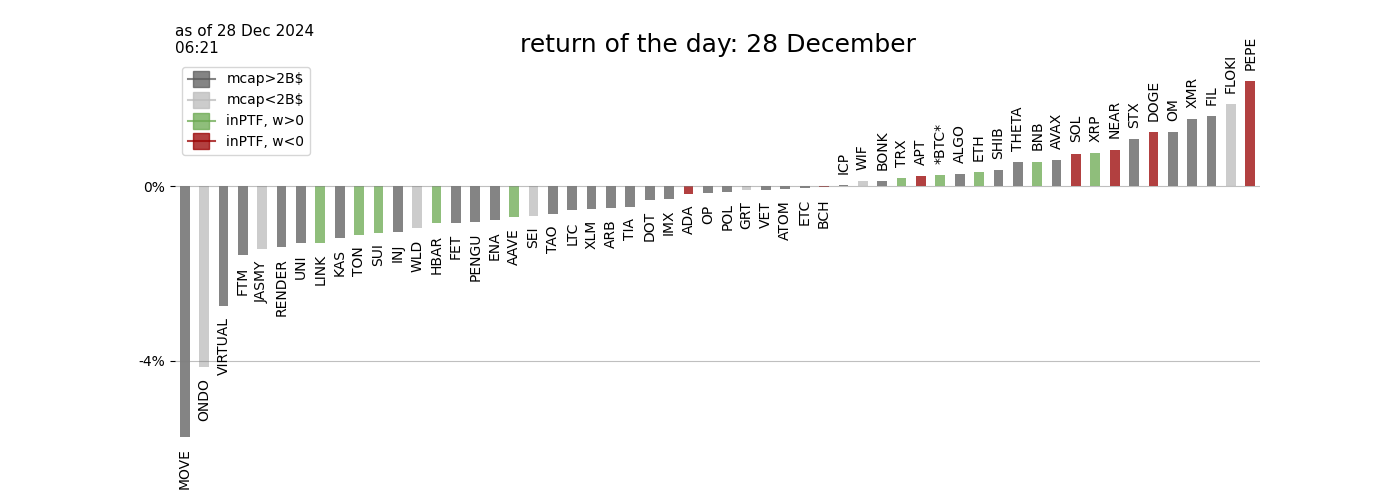 as of 28 Dec 2024
06:21
return of the day: 28 December
mcap>2B$
mcap<2B$
inPTF, w>0
inPTF, w<0
0%
-4%
MOVE
ONDO
VIRTUAL
FTM
JASMY
RENDER
UNI
LINK
KAS
TON
SUI
INJ
WLD
HBAR
FET
PENGU
ENA
AAVE
SEI
TAO
LTC
XLM
ARB
TIA
DOT
IMX
ADA
OP
POL
GRT
VET
ATOM
ETC
BCH
ICP
WIF
BONK
TRX
APT
*BTC*
ALGO
ETH
SHIB
THETA
BNB
AVAX
SOL
XRP
NEAR
STX
DOGE
OM
XMR
FIL
FLOKI
PEPE